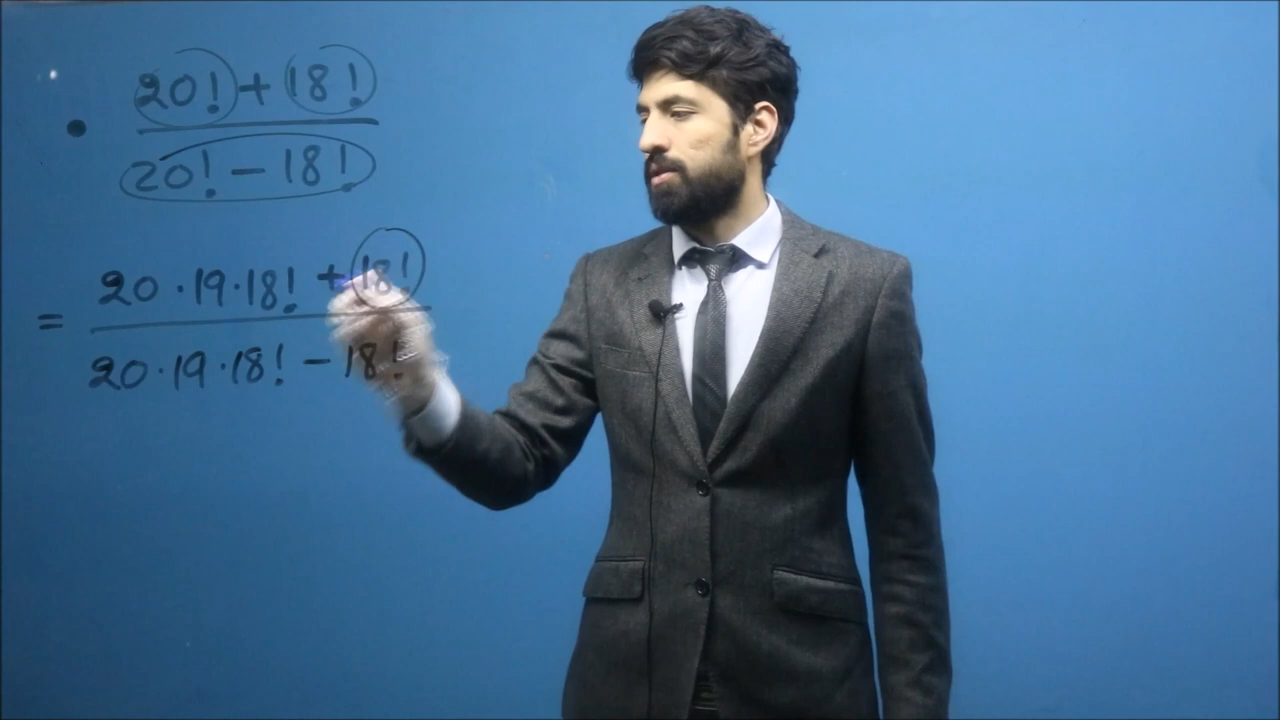 20! + 18!
20! - 18!
= 20 · 19 · 18! + 18!
20 · 19 · 18! - 18!